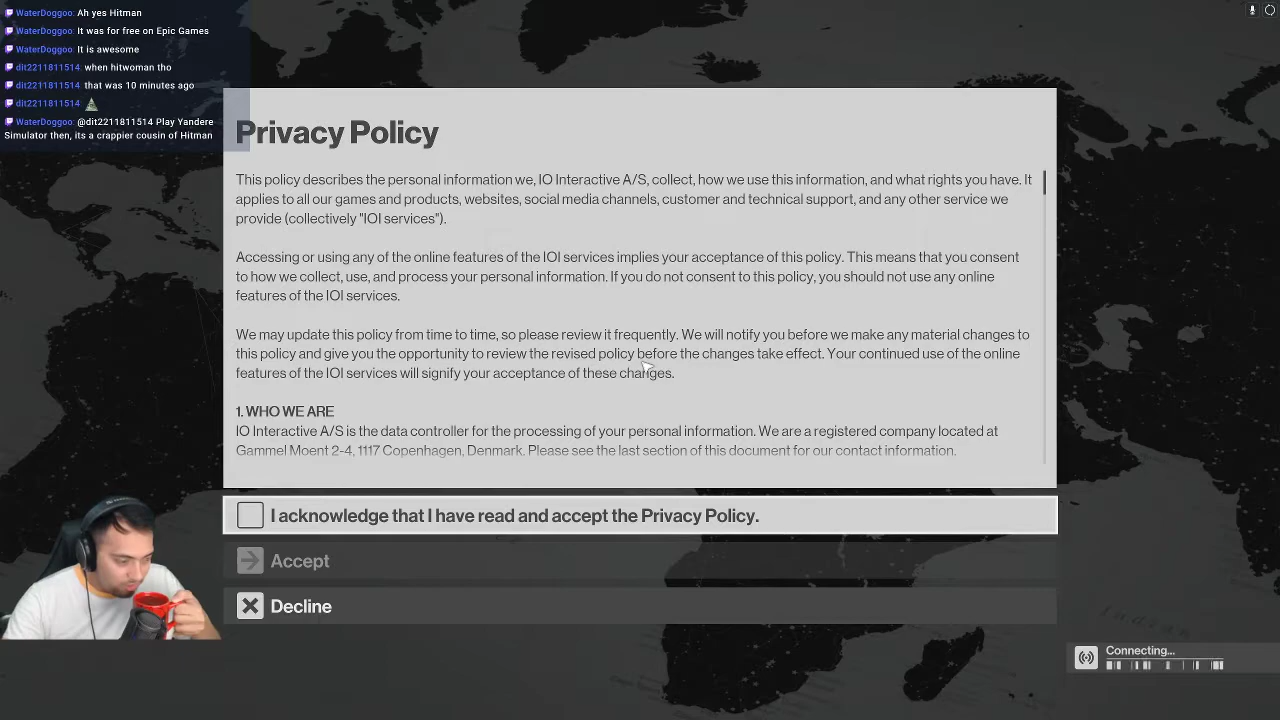 WaterDoggoo: Ah yes Hitman
WaterDoggoo: It was for free on Epic Games
WaterDoggoo: It is awesome
dit2211811514: when hitwoman tho
dit2211811514: that was 10 minutes ago
dit2211811514:
WaterDoggoo: @dit2211811514 Play Yandere
Simulator then, its a crappier cousin of Hitman
Privacy Policy
This policy describes the personal information we, IO Interactive A/S, collect, how we use this information, and what rights you have. It
applies to all our games and products, websites, social media channels, customer and technical support, and any other service we
provide (collectively "IOI services").
Accessing or using any of the online features of the IOI services implies your acceptance of this policy. This means that you consent
to how we collect, use, and process your personal information. If you do not consent to this policy, you should not use any online
features of the IOI services.
We may update this policy from time to time, so please review it frequently. We will notify you before we make any material changes to
this policy and give you the opportunity to review the revised policy before the changes take effect. Your continued use of the online
features of the IOI services will signify your acceptance of these changes.
1. WHO WE ARE
IO Interactive A/S is the data controller for the processing of your personal information. We are a registered company located at
Gammel Moent 2-4, 1117 Copenhagen, Denmark. Please see the last section of this document for our contact information.
I acknowledge that I have read and accept the Privacy Policy.
Accept
Decline
Indian
Connecting...